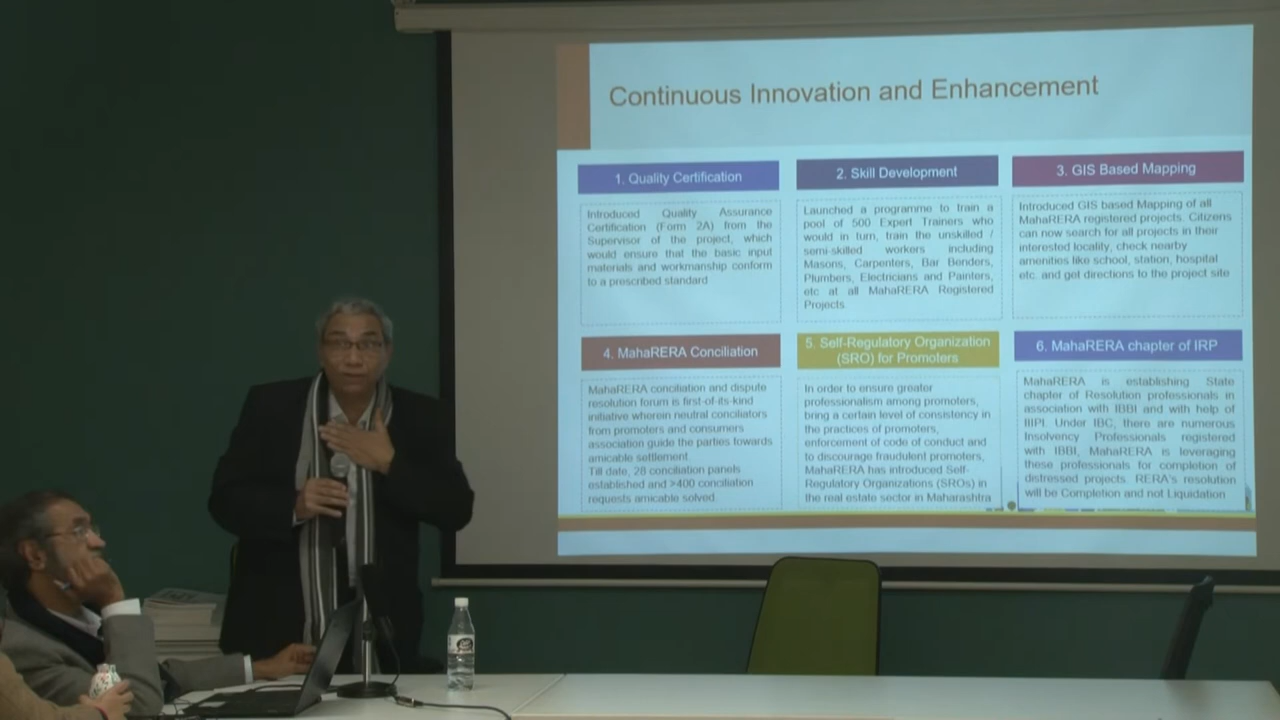 Continuous Innovation and Enhancement
1. Quality Certification
Introduced Quality Assurance
Certification (Form 2A) from the
Supervisor of the project, which
would ensure that the basic input
materials and workmanship conform
to a prescribed standard
2. Skill Development
Launched a programme to train a
pool of 500 Expert Trainers who
would in turn, train the unskilled /
semi-skilled workers including
Masons, Carpenters, Bar Benders,
Plumbers, Electricians and Painters,
etc at all MahaRERA Registered
Projects
3. GIS Based Mapping
Introduced GIS based Mapping of all
MahaRERA registered projects. Citizens
can now search for all projects in their
interested locality, check nearby
amenities like school, station, hospital
etc. and get directions to the project site
4. MahaRERA Conciliation
MahaRERA conciliation and dispute
resolution forum is first-of-its-kind
initiative wherein neutral conciliators
from promoters and consumers
association guide the parties towards
amicable settlement.
Till date, 28 conciliation panels
established and >400 conciliation
requests amicable solved.
5. Self-Regulatory Organization
(SRO) for Promoters
In order to ensure greater
professionalism among promoters,
bring a certain level of consistency in
the practices of promoters,
enforcement of code of conduct and
to discourage fraudulent promoters,
MahaRERA has introduced Self-
Regulatory Organizations (SROs) in
the real estate sector in Maharashtra
6. MahaRERA chapter of IRP
MahaRERA is establishing State
chapter of Resolution professionals in
association with IBBI and with help of
IIIPI. Under IBC, there are numerous
Insolvency Professionals registered
with IBBI, MahaRERA is leveraging
these professionals for completion of
distressed projects. RERA's resolution
will be Completion and not Liquidation